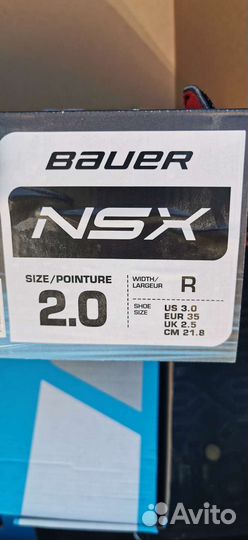 BAUER
NSX
SIZE/POINTURE
2.0
WIDTH/
LARGEUR
R
SHOE
SIZE
US 3.0
EUR 35
UK 2.5
CM 21.8
Avito